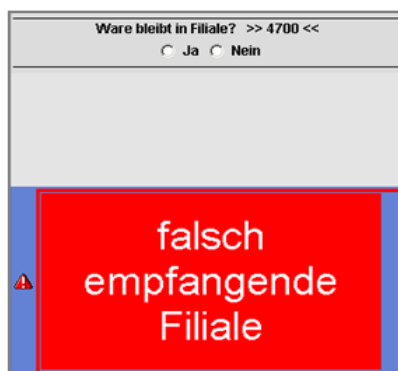 Ware bleibt in Filiale? >> 4700 <<
Ja Nein
falsch
empfangende
Filiale